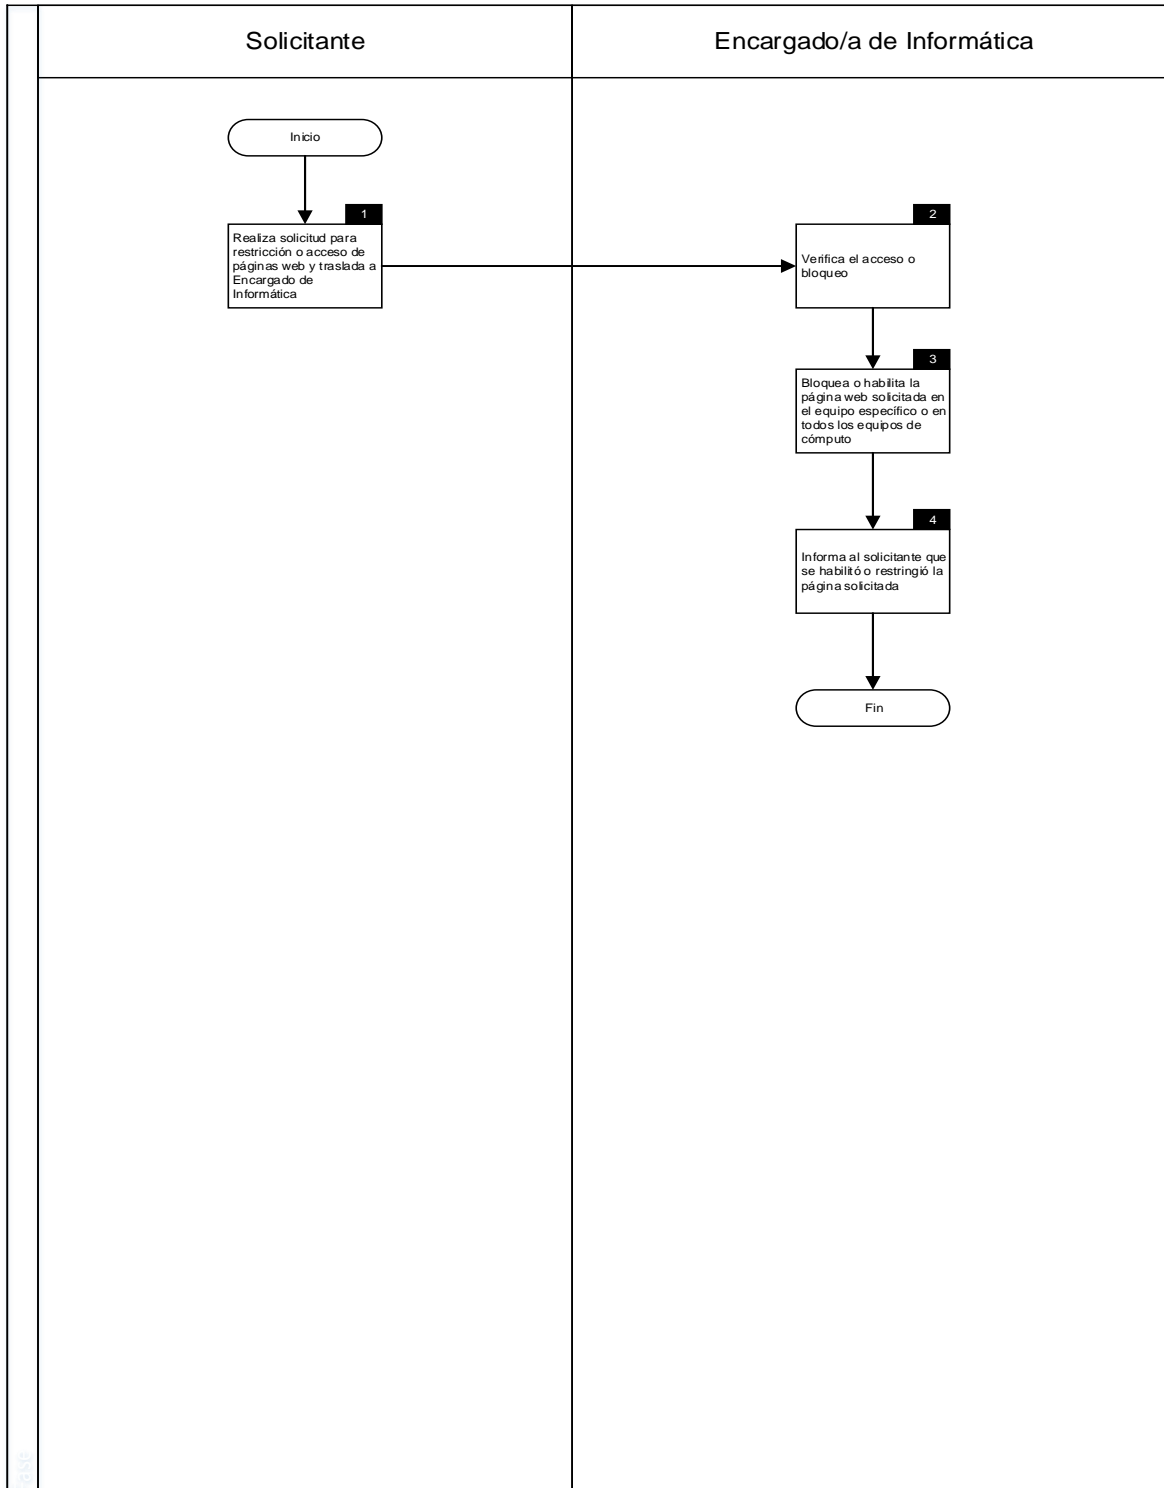 Solicitante
Encargado/a de Informática
Inicio
1
Realiza solicitud para
restricción o acceso de
páginas web y traslada a
Encargado de
Informática
2
Verifica el acceso o
bloqueo
3
Bloquea o habilita la
página web solicitada en
el equipo específico o en
todos los equipos de
cómputo
4
Informa al solicitante que
se habilitó o restringió la
página solicitada
Fin
Fase